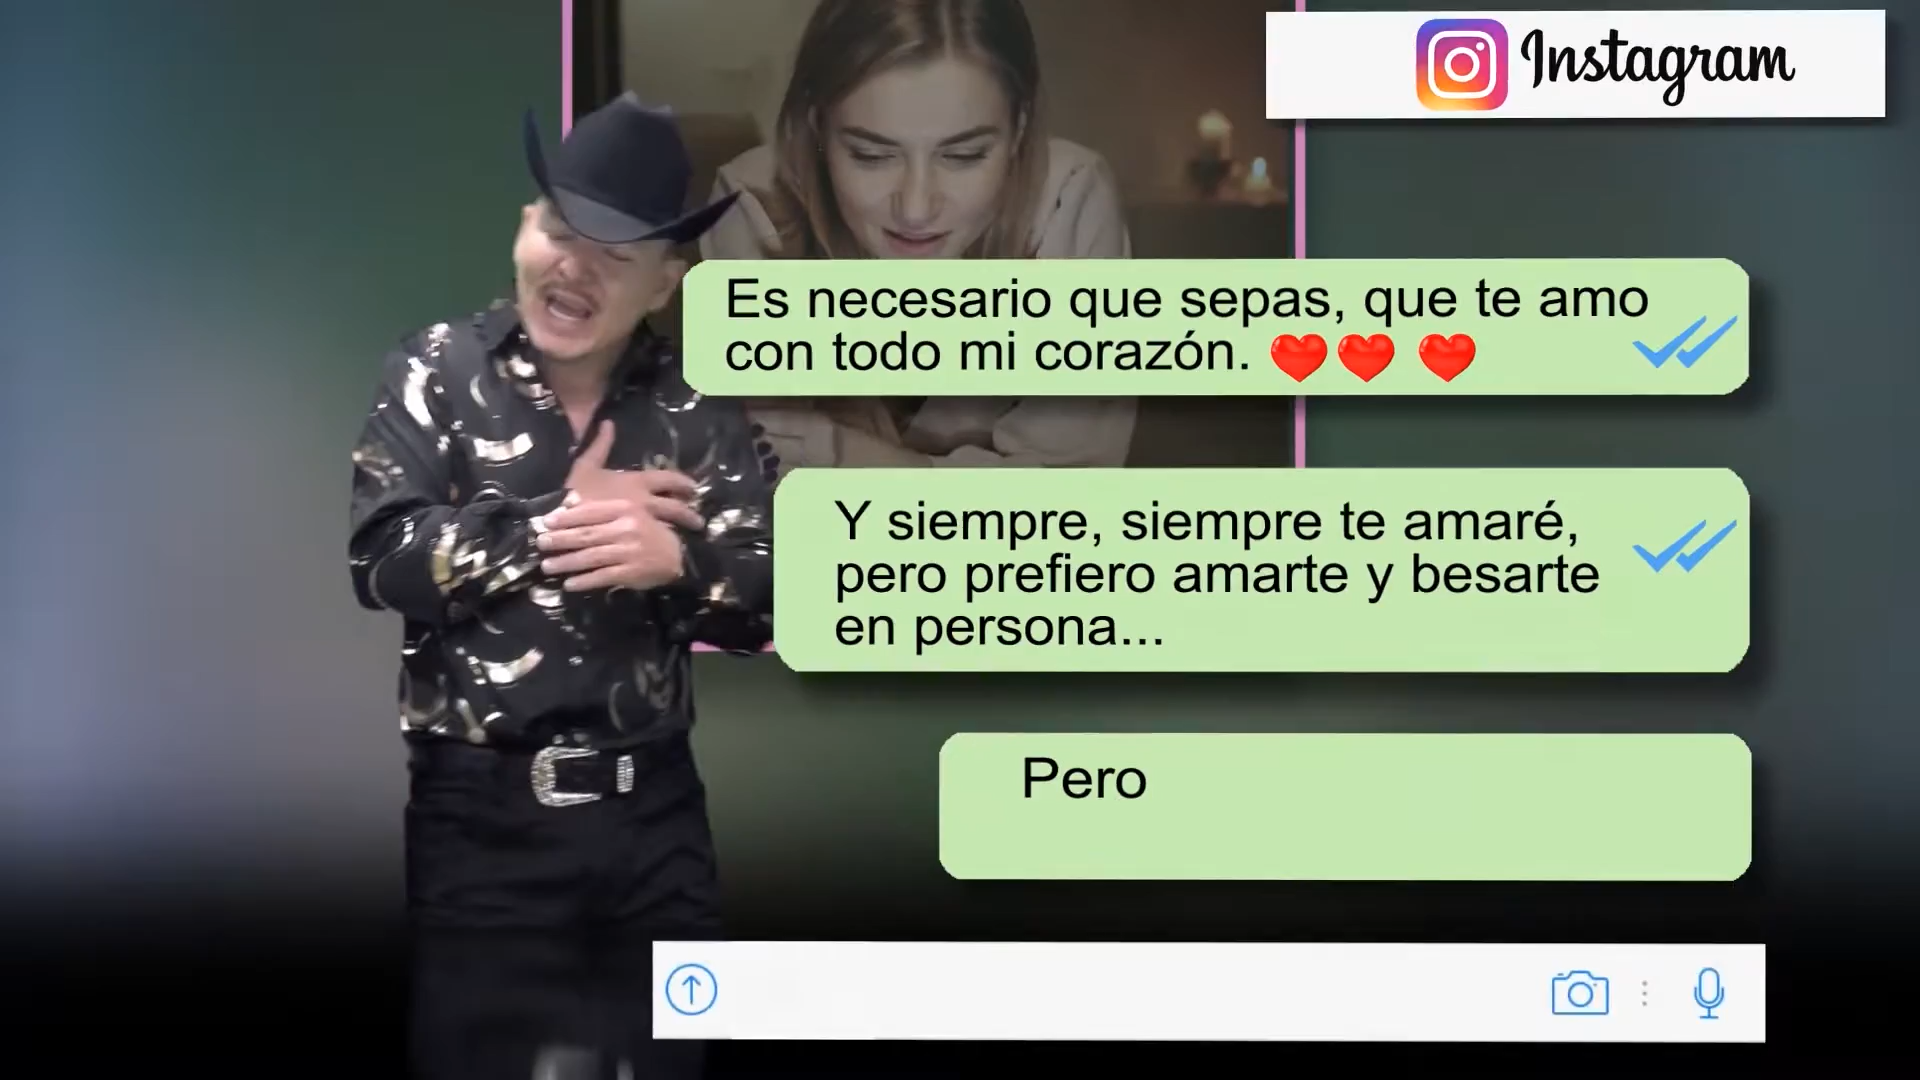 Instagram
Es necesario que sepas, que te amo
con todo mi corazón. ❤❤ ❤
Y siempre, siempre te amaré,
pero prefiero amarte y besarte
en persona...
Pero